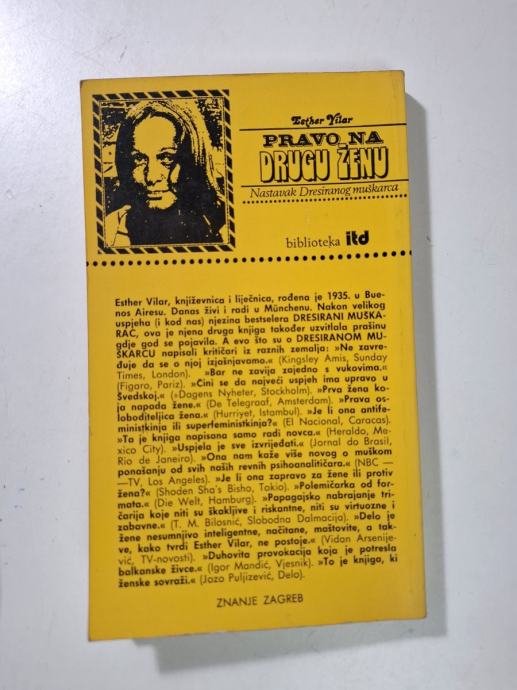 Esther Vilar
PRAVO NA
DRUGU ŽENU
Nastavak Dresiranog muškarca
biblioteka itd
Esther Vilar, književnica i liječnica, rođena je 1935. u Bue-
nos Airesu. Danas živi i radi u Münchenu. Nakon velikog
uspjeha (i kod nas) njezina bestselera DRESIRANI MUŠKA-
RAC, ova je njena druga knjiga također uzvitlala prašinu
gdje god se pojavila. A evo što su o DRESIRANOM MU-
ŠKARCU napisali kritičari iz raznih zemalja: »Ne zavre-
đuje da se o njoj izjašnjavamo.« (Kingsley Amis, Sunday
Times, London). »Bar ne zavija zajedno s vukovima.«
(Figaro, Pariz). »Čini se da najveći uspjeh ima upravo u
Švedskoj.« (»Dagens Nyheter, Stockholm). »Prva žena ko-
ja napada žene.« (De Telegraaf, Amsterdam). »Prava os-
loboditeljica žena.« (Hurriyet, Istambul). »Je li ona antife-
ministkinja ili superfeministkinja?« (El Nacional, Caracas).
»To je knjiga napisana samo radi novca.« (Heraldo, Me-
xico City). »Uspjela je sve izvrijeđati.« (Jornal do Brasil,
Rio de Janeiro). »Ona nam kaže više novog o muškom
ponašanju od svih naših revnih psihoanalitičara.« (NBC —
—TV, Los Angeles). »Je li ona zapravo za žene ili protiv
žena?« (Shoden Sha's Bisho, Tokio). »Polemičarka od for-
mata.« (Die Welt, Hamburg). »Papagajsko nabrajanje tri-
čarija koje niti su škakljive i riskantne, niti su virtuozne i
zabavne.« (T. M. Bilosnić, Slobodna Dalmacija). »Delo je
žene nesumnjivo inteligentne, načitane, maštovite, a tak-
ve, kako tvrdi Esther Vilar, ne postoje.« (Vidan Arsenije-
vić, TV-novosti). »Duhovita provokacija koja je potresla
balkanske živce.« (Igor Mandić, Vjesnik). »To je knjiga, ki
ženske sovraži.« (Jozo Puljizević, Delo).
ZNANJE ZAGREB